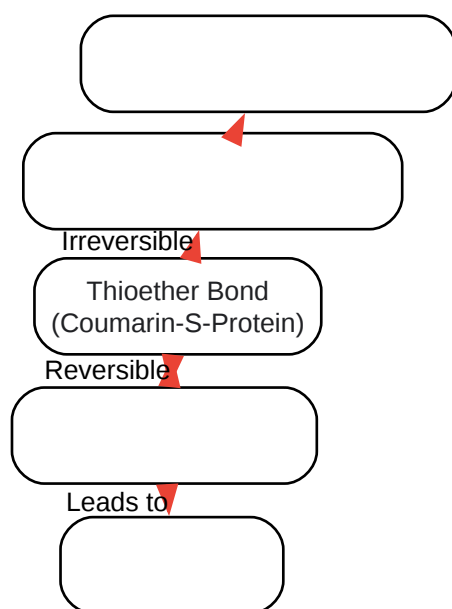 Irreversible
Thioether Bond
(Coumarin-S-Protein)
Reversible
Leads to